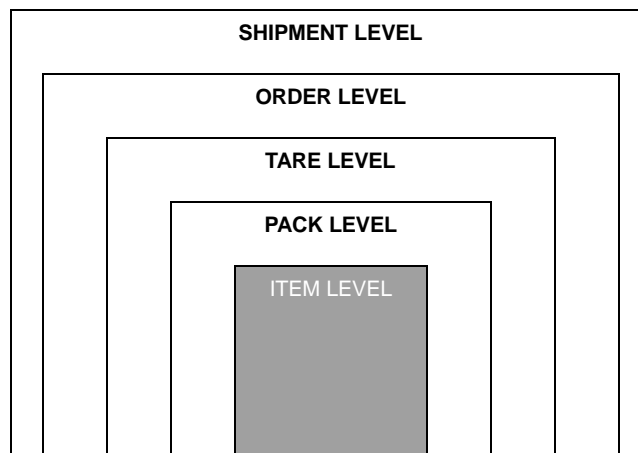 SHIPMENT LEVEL
ORDER LEVEL
TARE LEVEL
PACK LEVEL
ITEM LEVEL